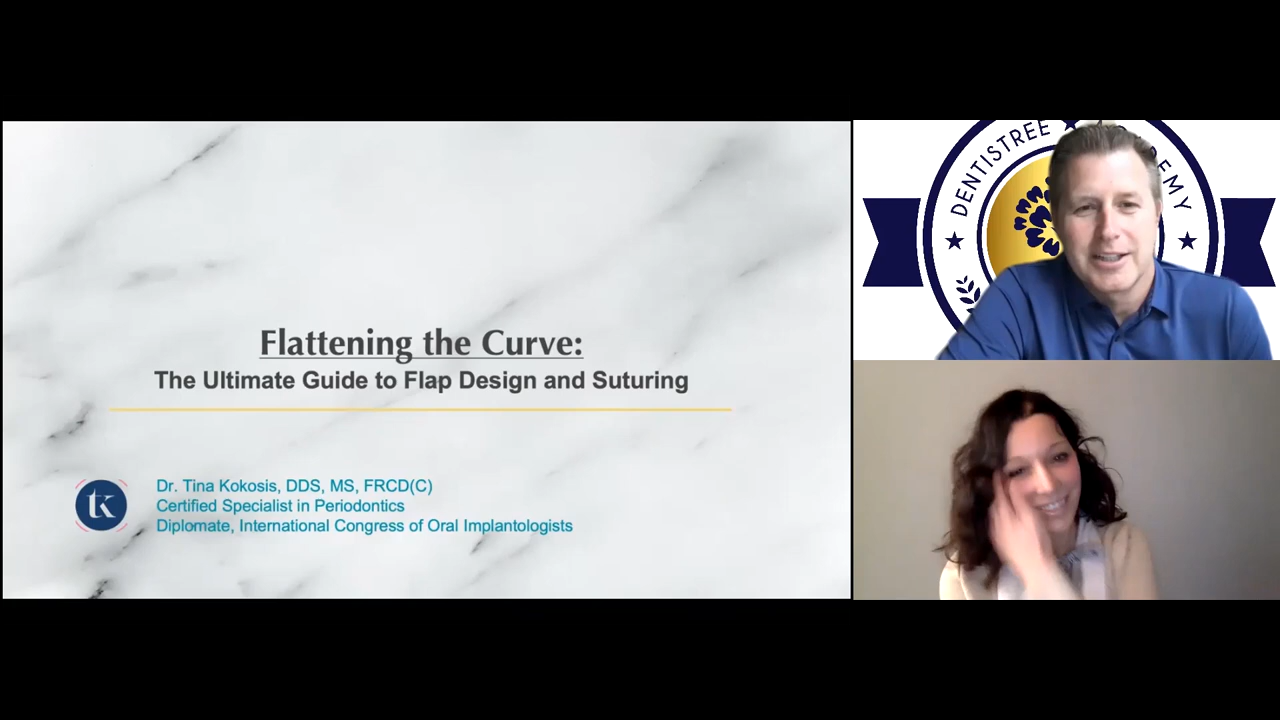 Flattening the Curve:
The Ultimate Guide to Flap Design and Suturing
tk
Dr. Tina Kokosis, DDS, MS, FRCD(C)
Certified Specialist in Periodontics
Diplomate, International Congress of Oral Implantologists
DENTISTREE